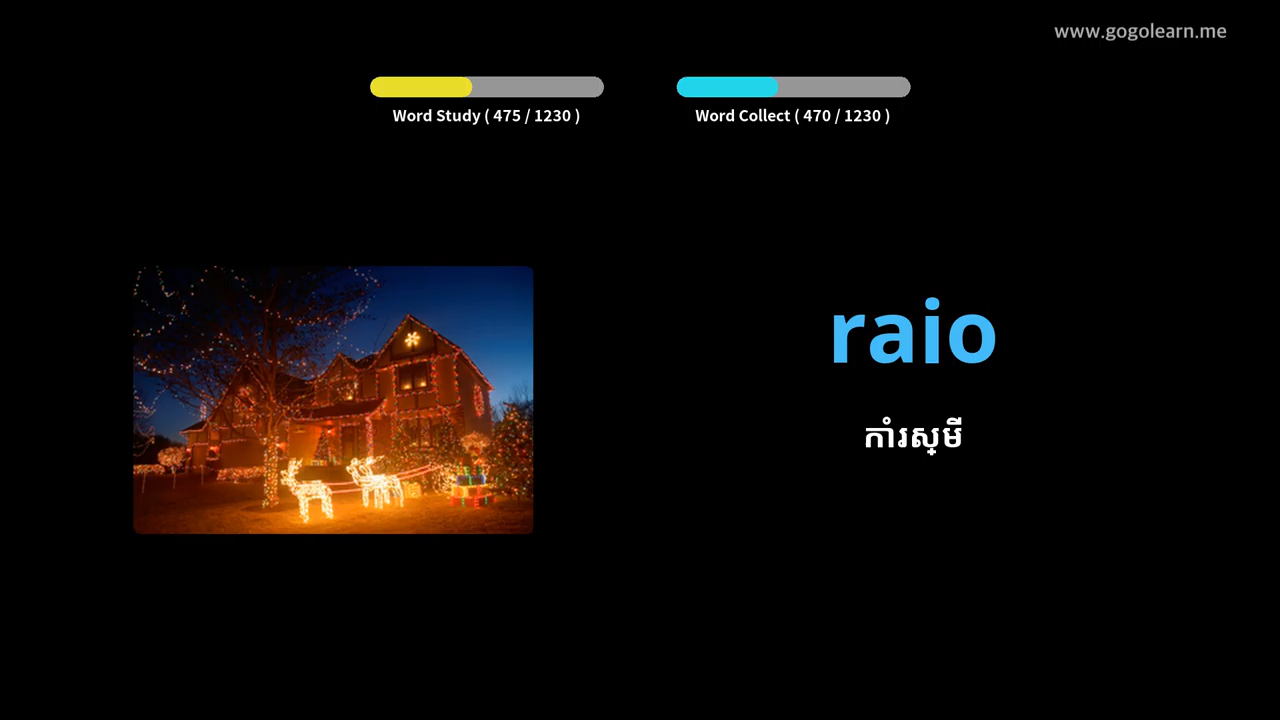 www.gogolearn.me
Word Study ( 475 / 1230 )
Word Collect ( 470 / 1230 )
raio
កាំរស្មី